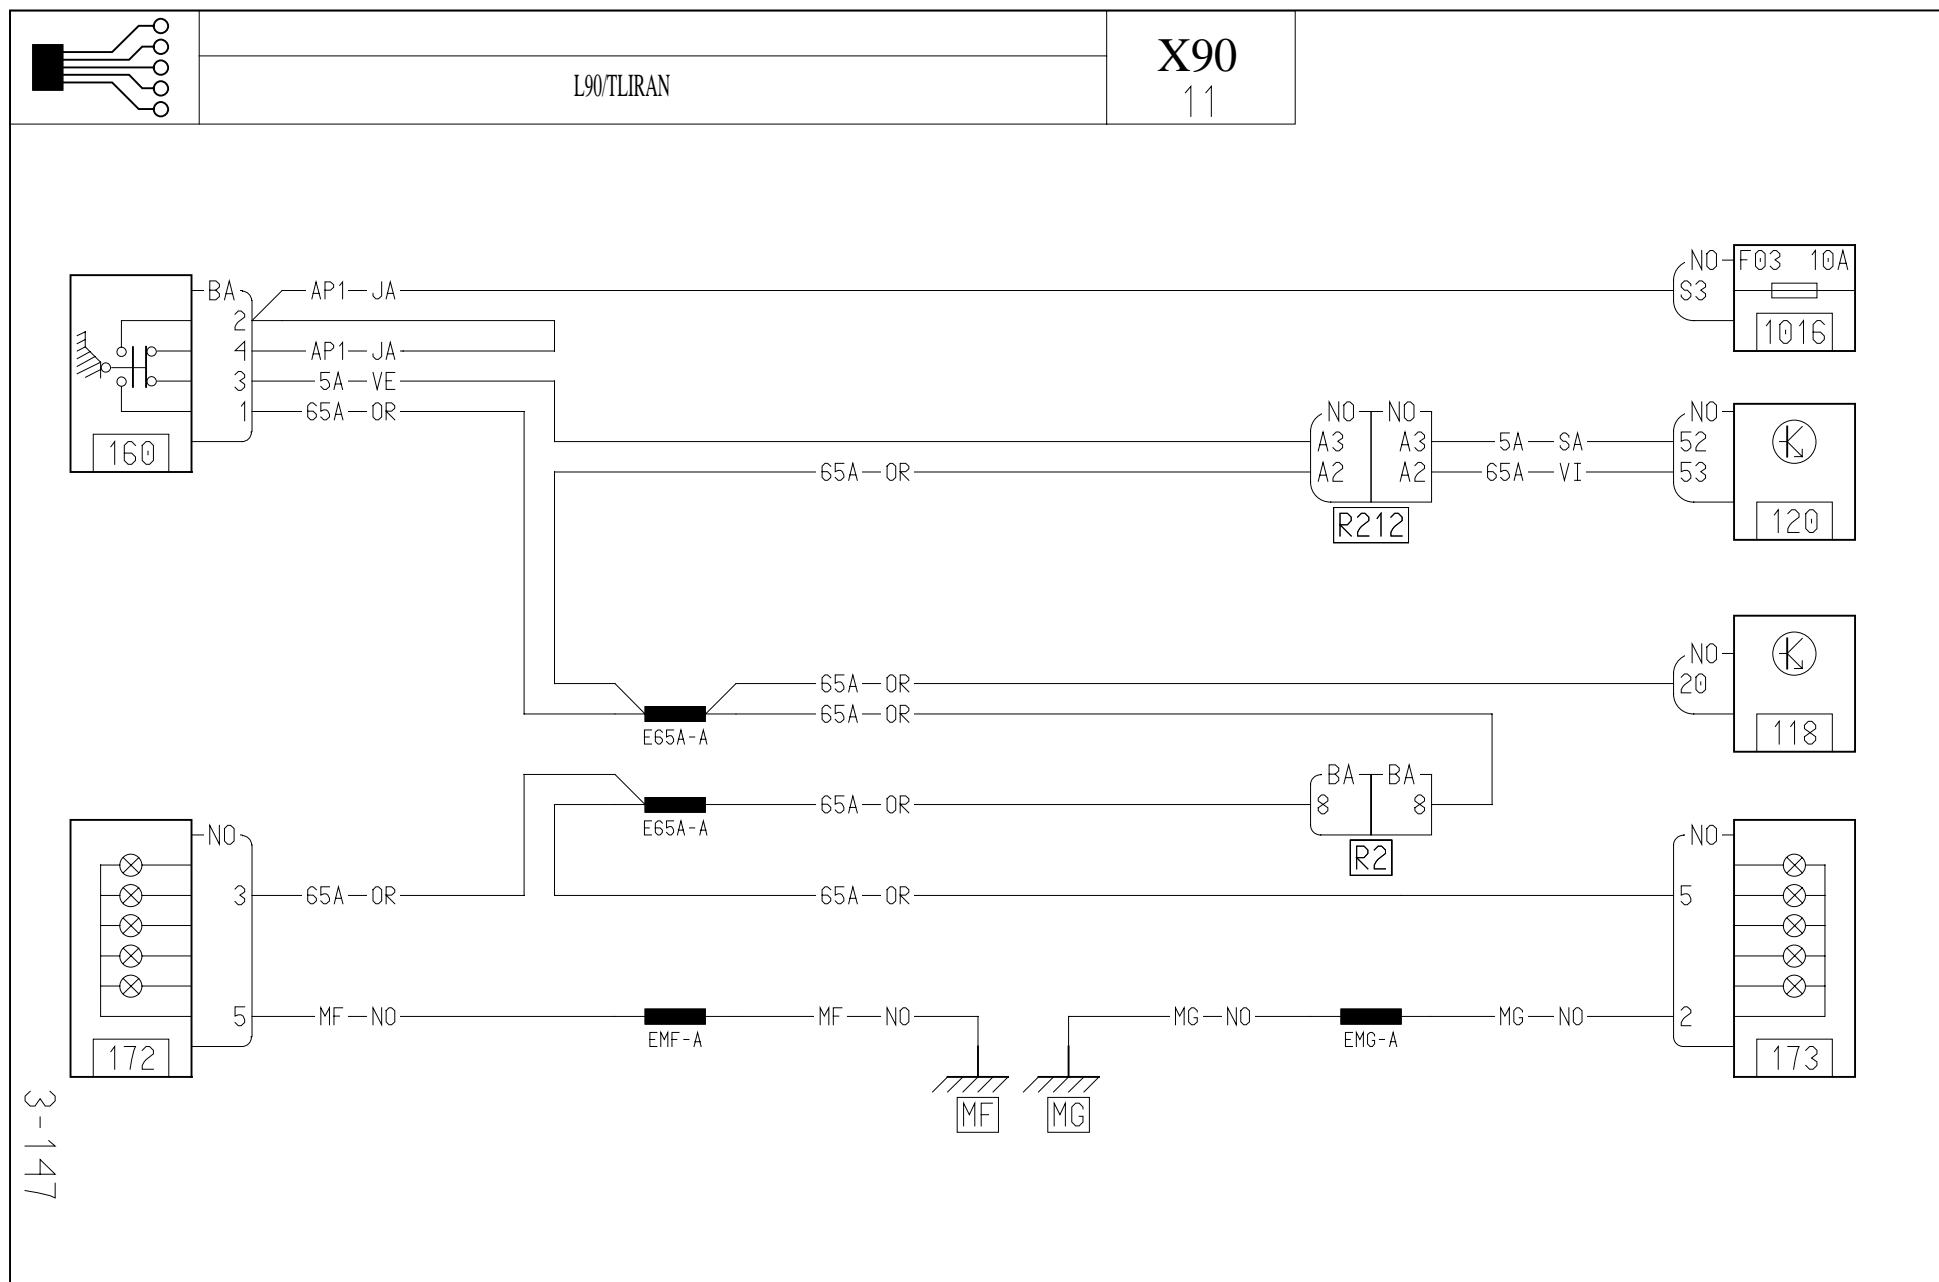 X90
L90/TLIRAN
11
NO F03 10A
BA AP1 JA S3
2
1016
4 AP1 JA
3 5A VE
1 65A OR NO NO NO
160 A3 A3 5A SA 52
65A OR A2 A2 65A VI 53
R212 120
NO
65A OR 20
65A OR
E65A-A 118
BA BA
65A OR 8 8
E65A-A
NO NO
R2
3 65A OR 65A OR 5
5 MF NO MF NO MG NO MG NO 2
EMF-A EMG-A
172 173
MF MG
3-147